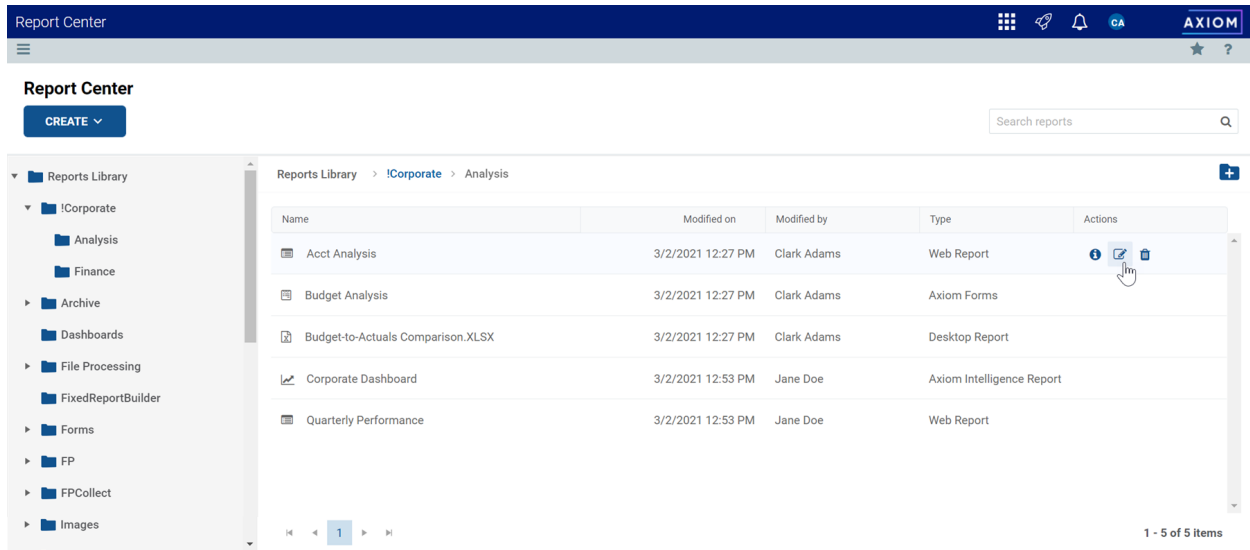 Report Center
CA
AXIOM
?
Report Center
CREATE
Search reports
Reports Library
!Corporate
Analysis
Finance
Archive
Dashboards
File Processing
FixedReportBuilder
Forms
FP
FPCollect
Images
Reports Library > !Corporate > Analysis
Name Modified on Modified by Type Actions
Acct Analysis 3/2/2021 12:27 PM Clark Adams Web Report
Budget Analysis 3/2/2021 12:27 PM Clark Adams Axiom Forms
Budget-to-Actuals Comparison.XLSX 3/2/2021 12:27 PM Clark Adams Desktop Report
Corporate Dashboard 3/2/2021 12:53 PM Jane Doe Axiom Intelligence Report
Quarterly Performance 3/2/2021 12:53 PM Jane Doe Web Report
1
1 - 5 of 5 items